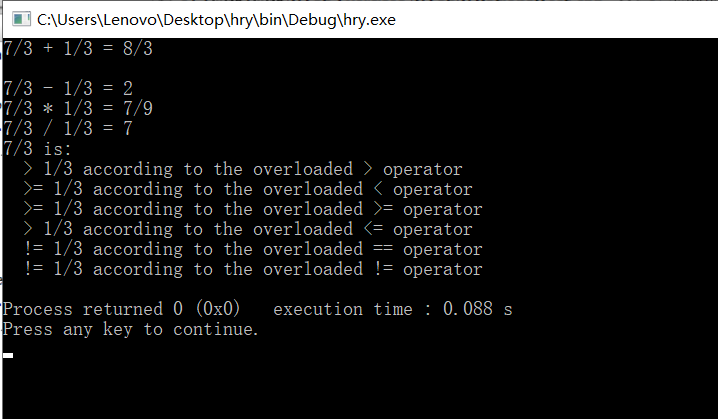 C:\Users\Lenovo\Desktop\hry\bin\Debug\hry.exe
7/3 + 1/3 = 8/3
7/3 - 1/3 = 2
7/3 * 1/3 = 7/9
7/3 / 1/3 = 7
7/3 is:
> 1/3 according to the overloaded > operator
>= 1/3 according to the overloaded < operator
>= 1/3 according to the overloaded >= operator
> 1/3 according to the overloaded <= operator
!= 1/3 according to the overloaded == operator
!= 1/3 according to the overloaded != operator
Process returned 0 (0x0)   execution time : 0.088 s
Press any key to continue.